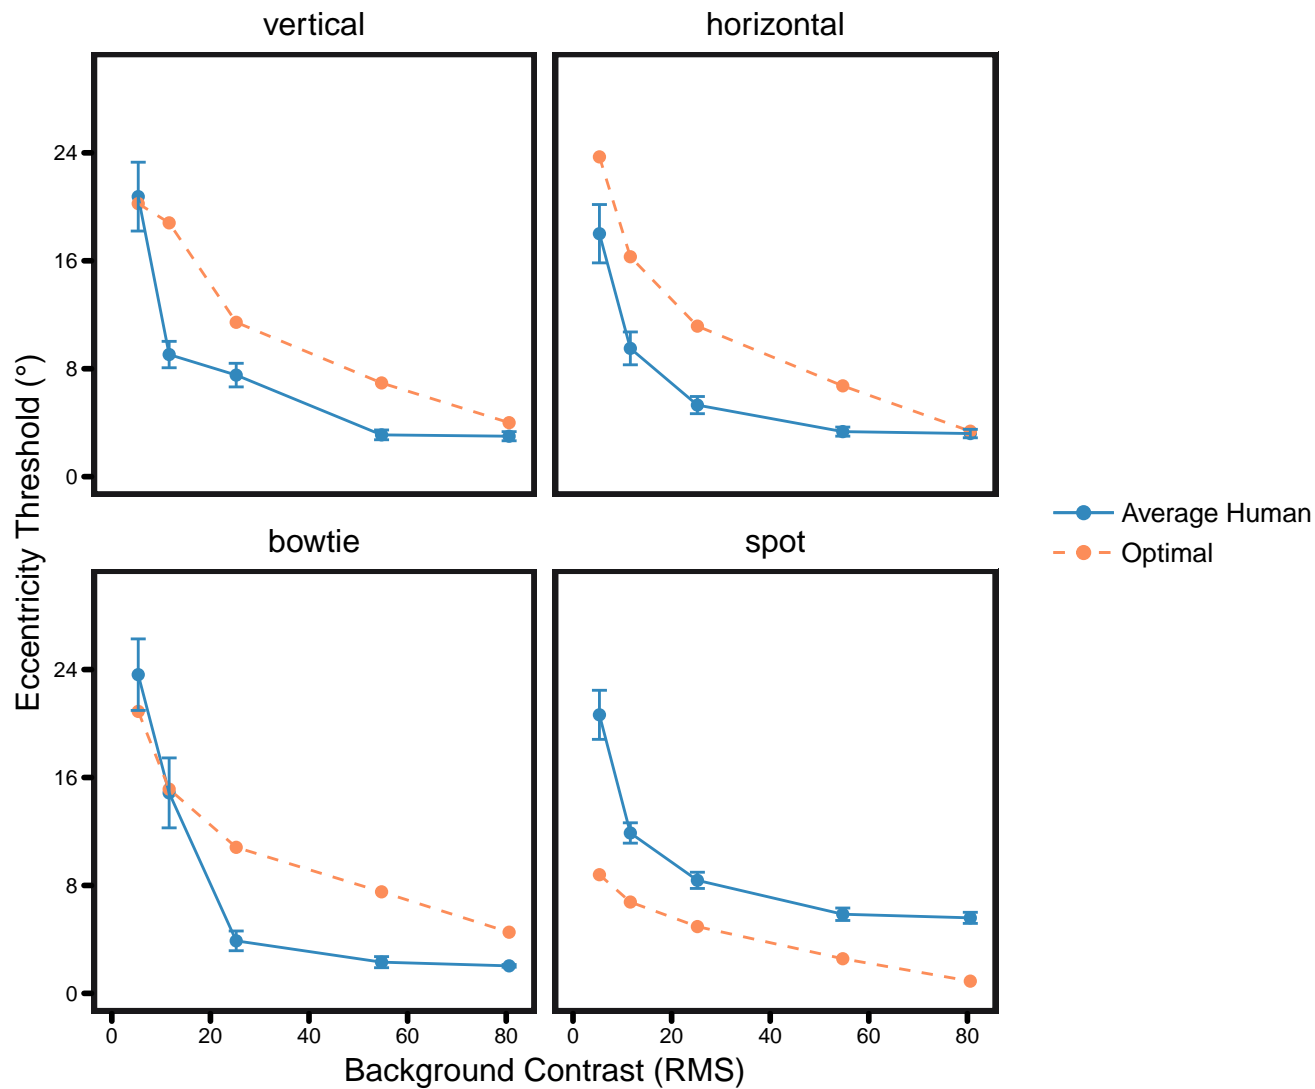 vertical
horizontal
24
16
8
0
Eccentricity Threshold (°)
Average Human
Optimal
bowtie
spot
24
16
8
0
0 20 40 60 80
0 20 40 60 80
Background Contrast (RMS)